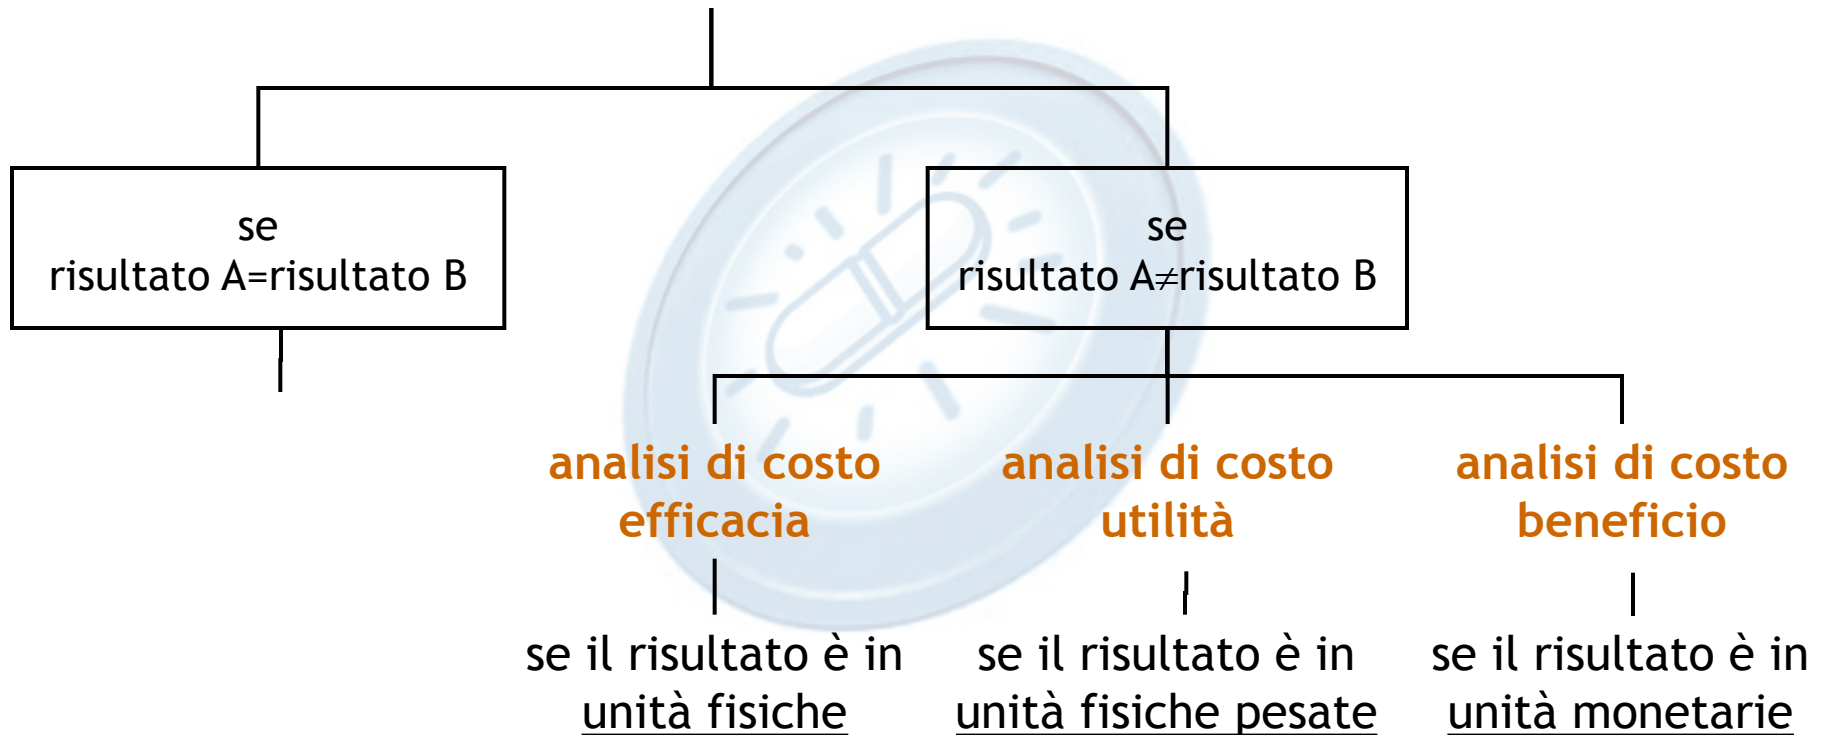 se
risultato A=risultato B
se
risultato A≠risultato B
analisi di costo
efficacia
analisi di costo
utilità
analisi di costo
beneficio
se il risultato è in
unità fisiche
se il risultato è in
unità fisiche pesate
se il risultato è in
unità monetarie